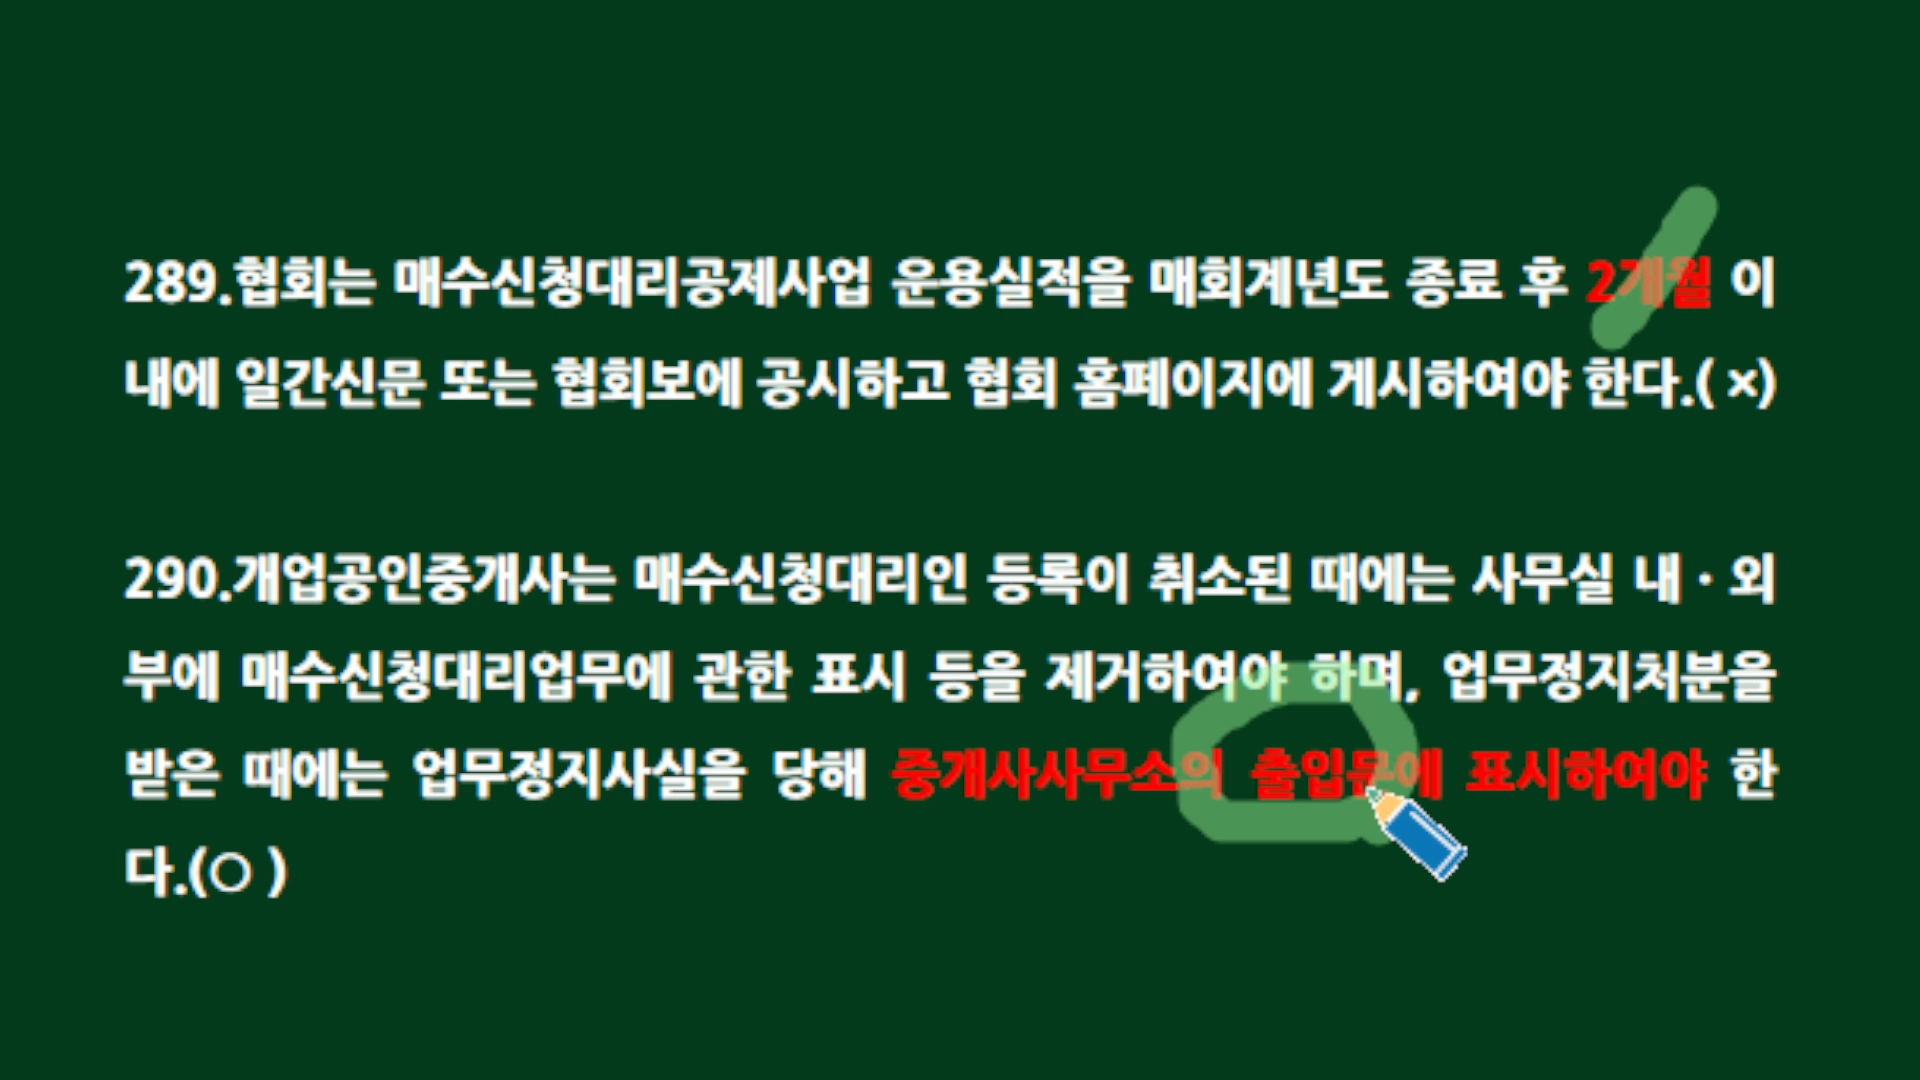 289.협회는 매수신청대리공제사업 운용실적을 매회계년도 종료 후 2개월 이
내에 일간신문 또는 협회보에 공시하고 협회 홈페이지에 게시하여야 한다.( ×)
290.개업공인중개사는 매수신청대리인 등록이 취소된 때에는 사무실 내·외
부에 매수신청대리업무에 관한 표시 등을 제거하여야 하며, 업무정지처분을
받은 때에는 업무정지사실을 당해 중개사사무소의 출입문에 표시하여야 한
다.(○ )